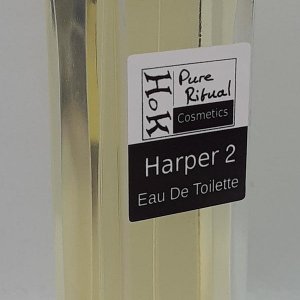 HoK
Pure
Ritual
Cosmetics
Harper 2
Eau De Toilette